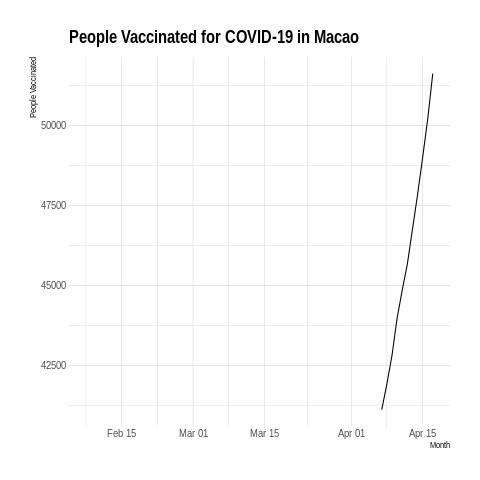 People Vaccinated for COVID-19 in Macao
People Vaccinated
50000
47500
45000
42500
Feb 15
Mar 01
Mar 15
Apr 01
Apr 15
Month